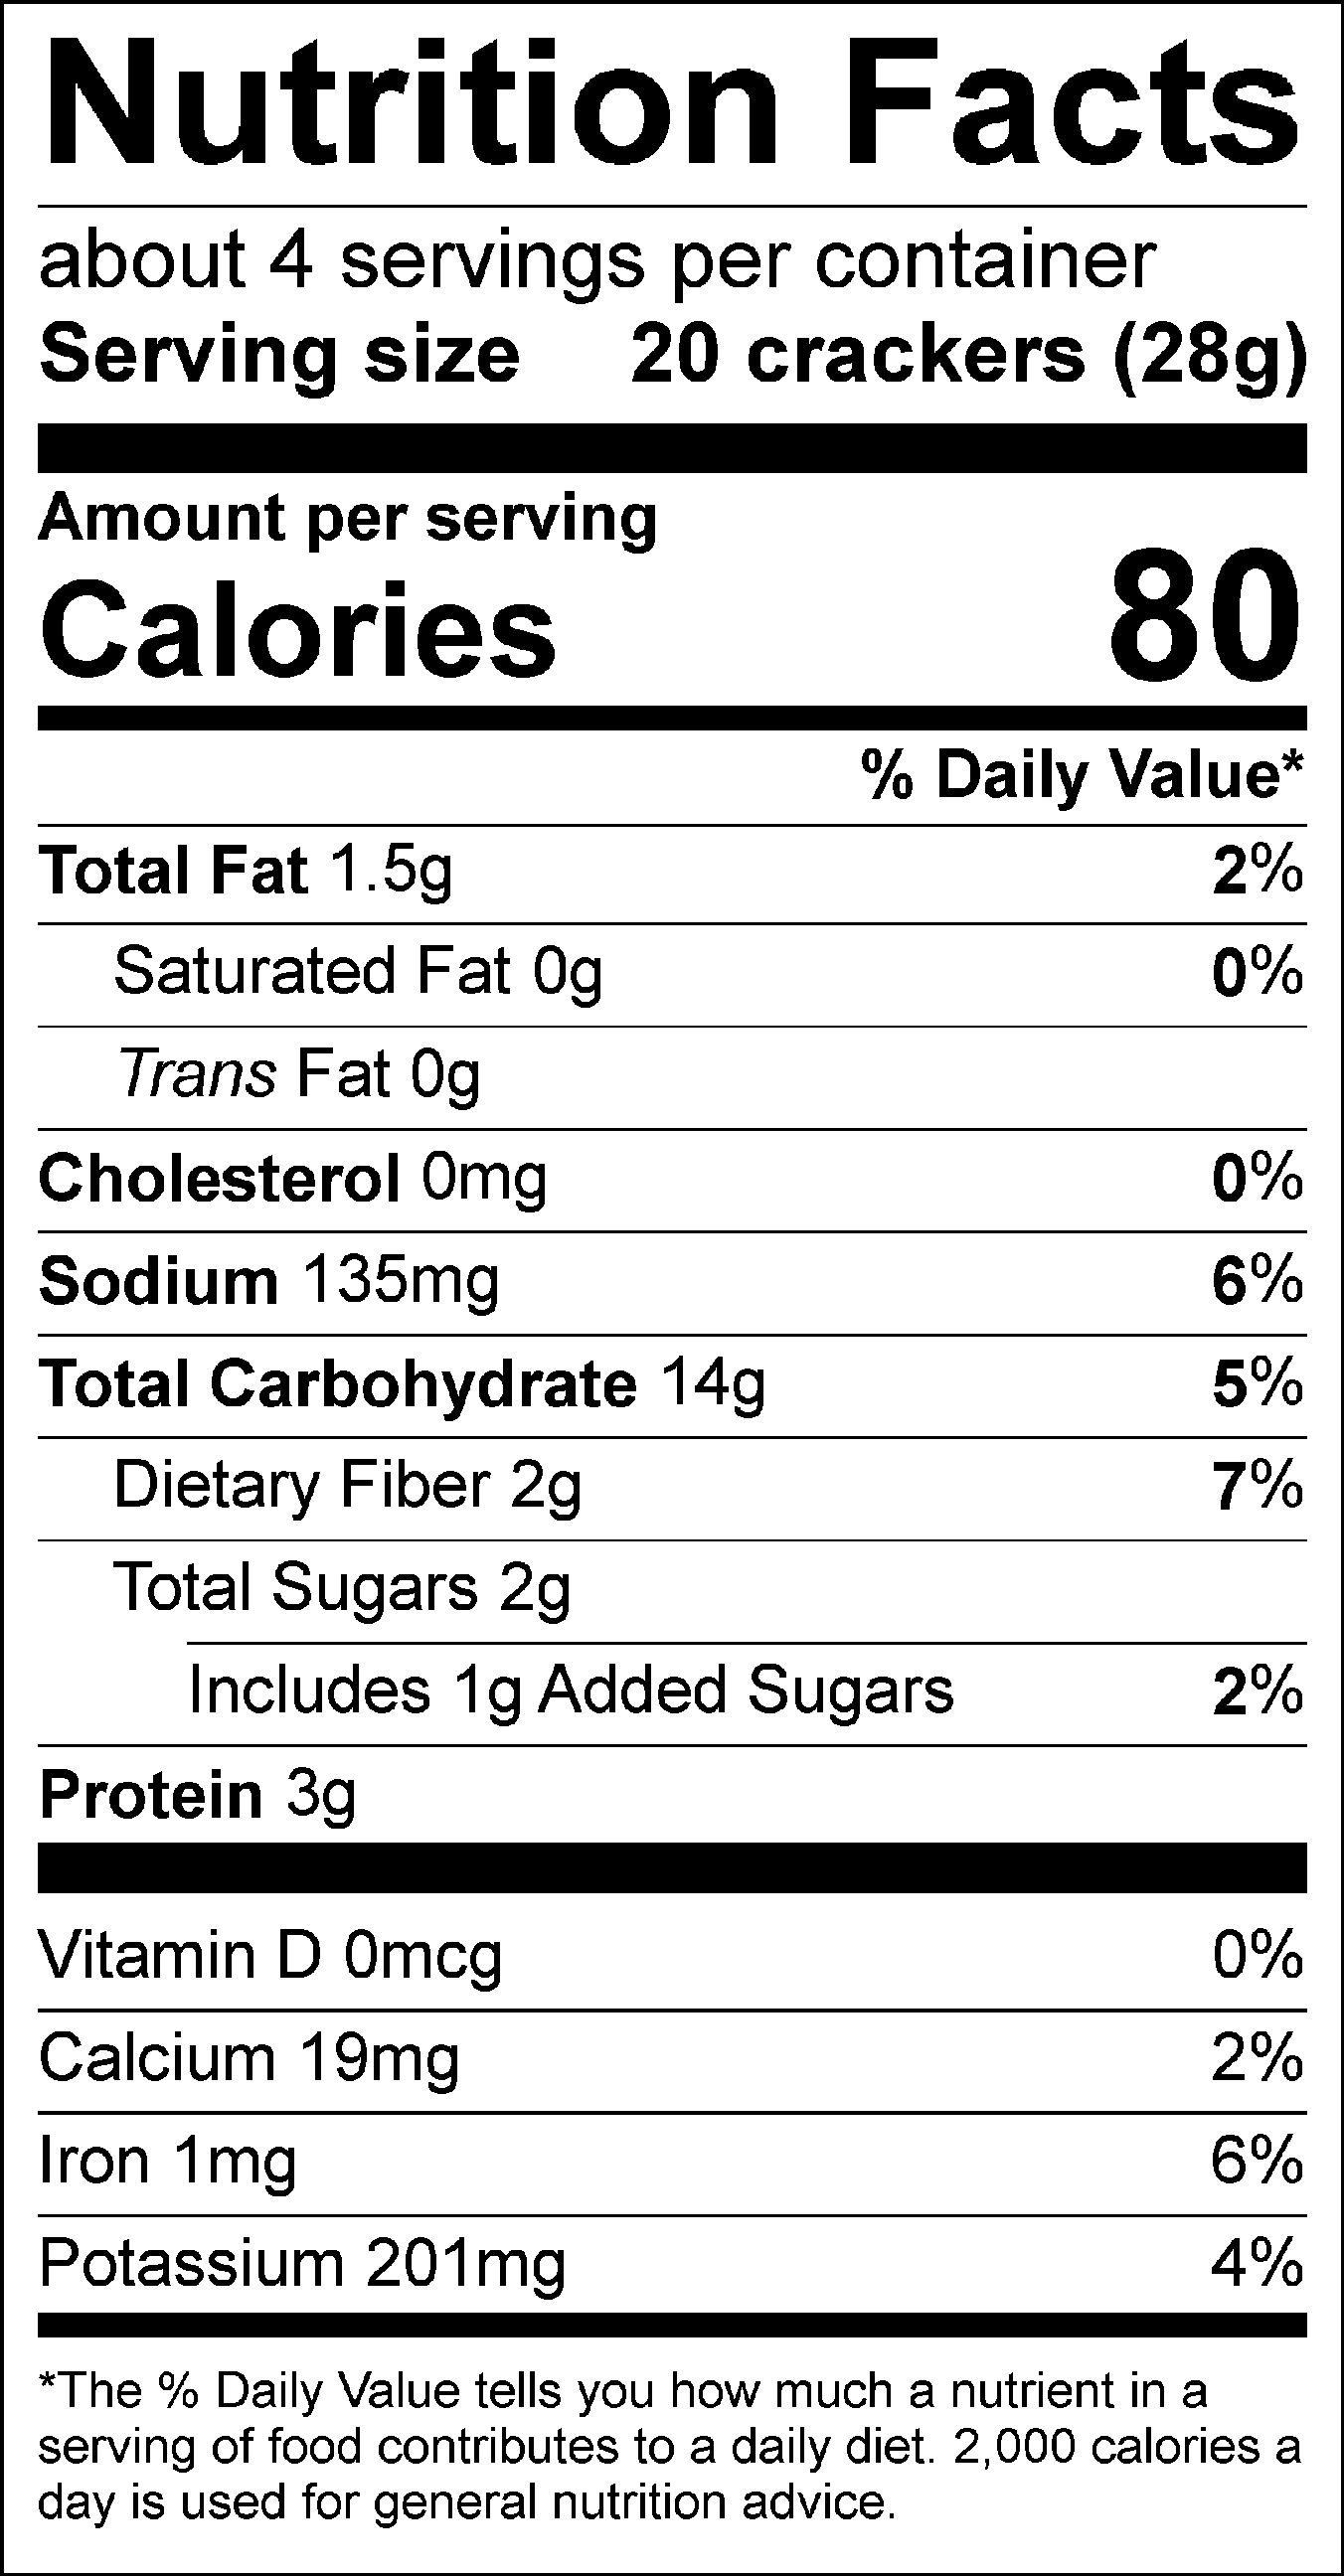 Nutrition Facts
about 4 servings per container
Serving size 20 crackers (28g)
Amount per serving
Calories 80
% Daily Value*
Total Fat 1.5g 2%
Saturated Fat 0g 0%
Trans Fat 0g
Cholesterol 0mg 0%
Sodium 135mg 6%
Total Carbohydrate 14g 5%
Dietary Fiber 2g 7%
Total Sugars 2g
Includes 1g Added Sugars 2%
Protein 3g
Vitamin D 0mcg 0%
Calcium 19mg 2%
Iron 1mg 6%
Potassium 201mg 4%
*The % Daily Value tells you how much a nutrient in a
serving of food contributes to a daily diet. 2,000 calories a
day is used for general nutrition advice.